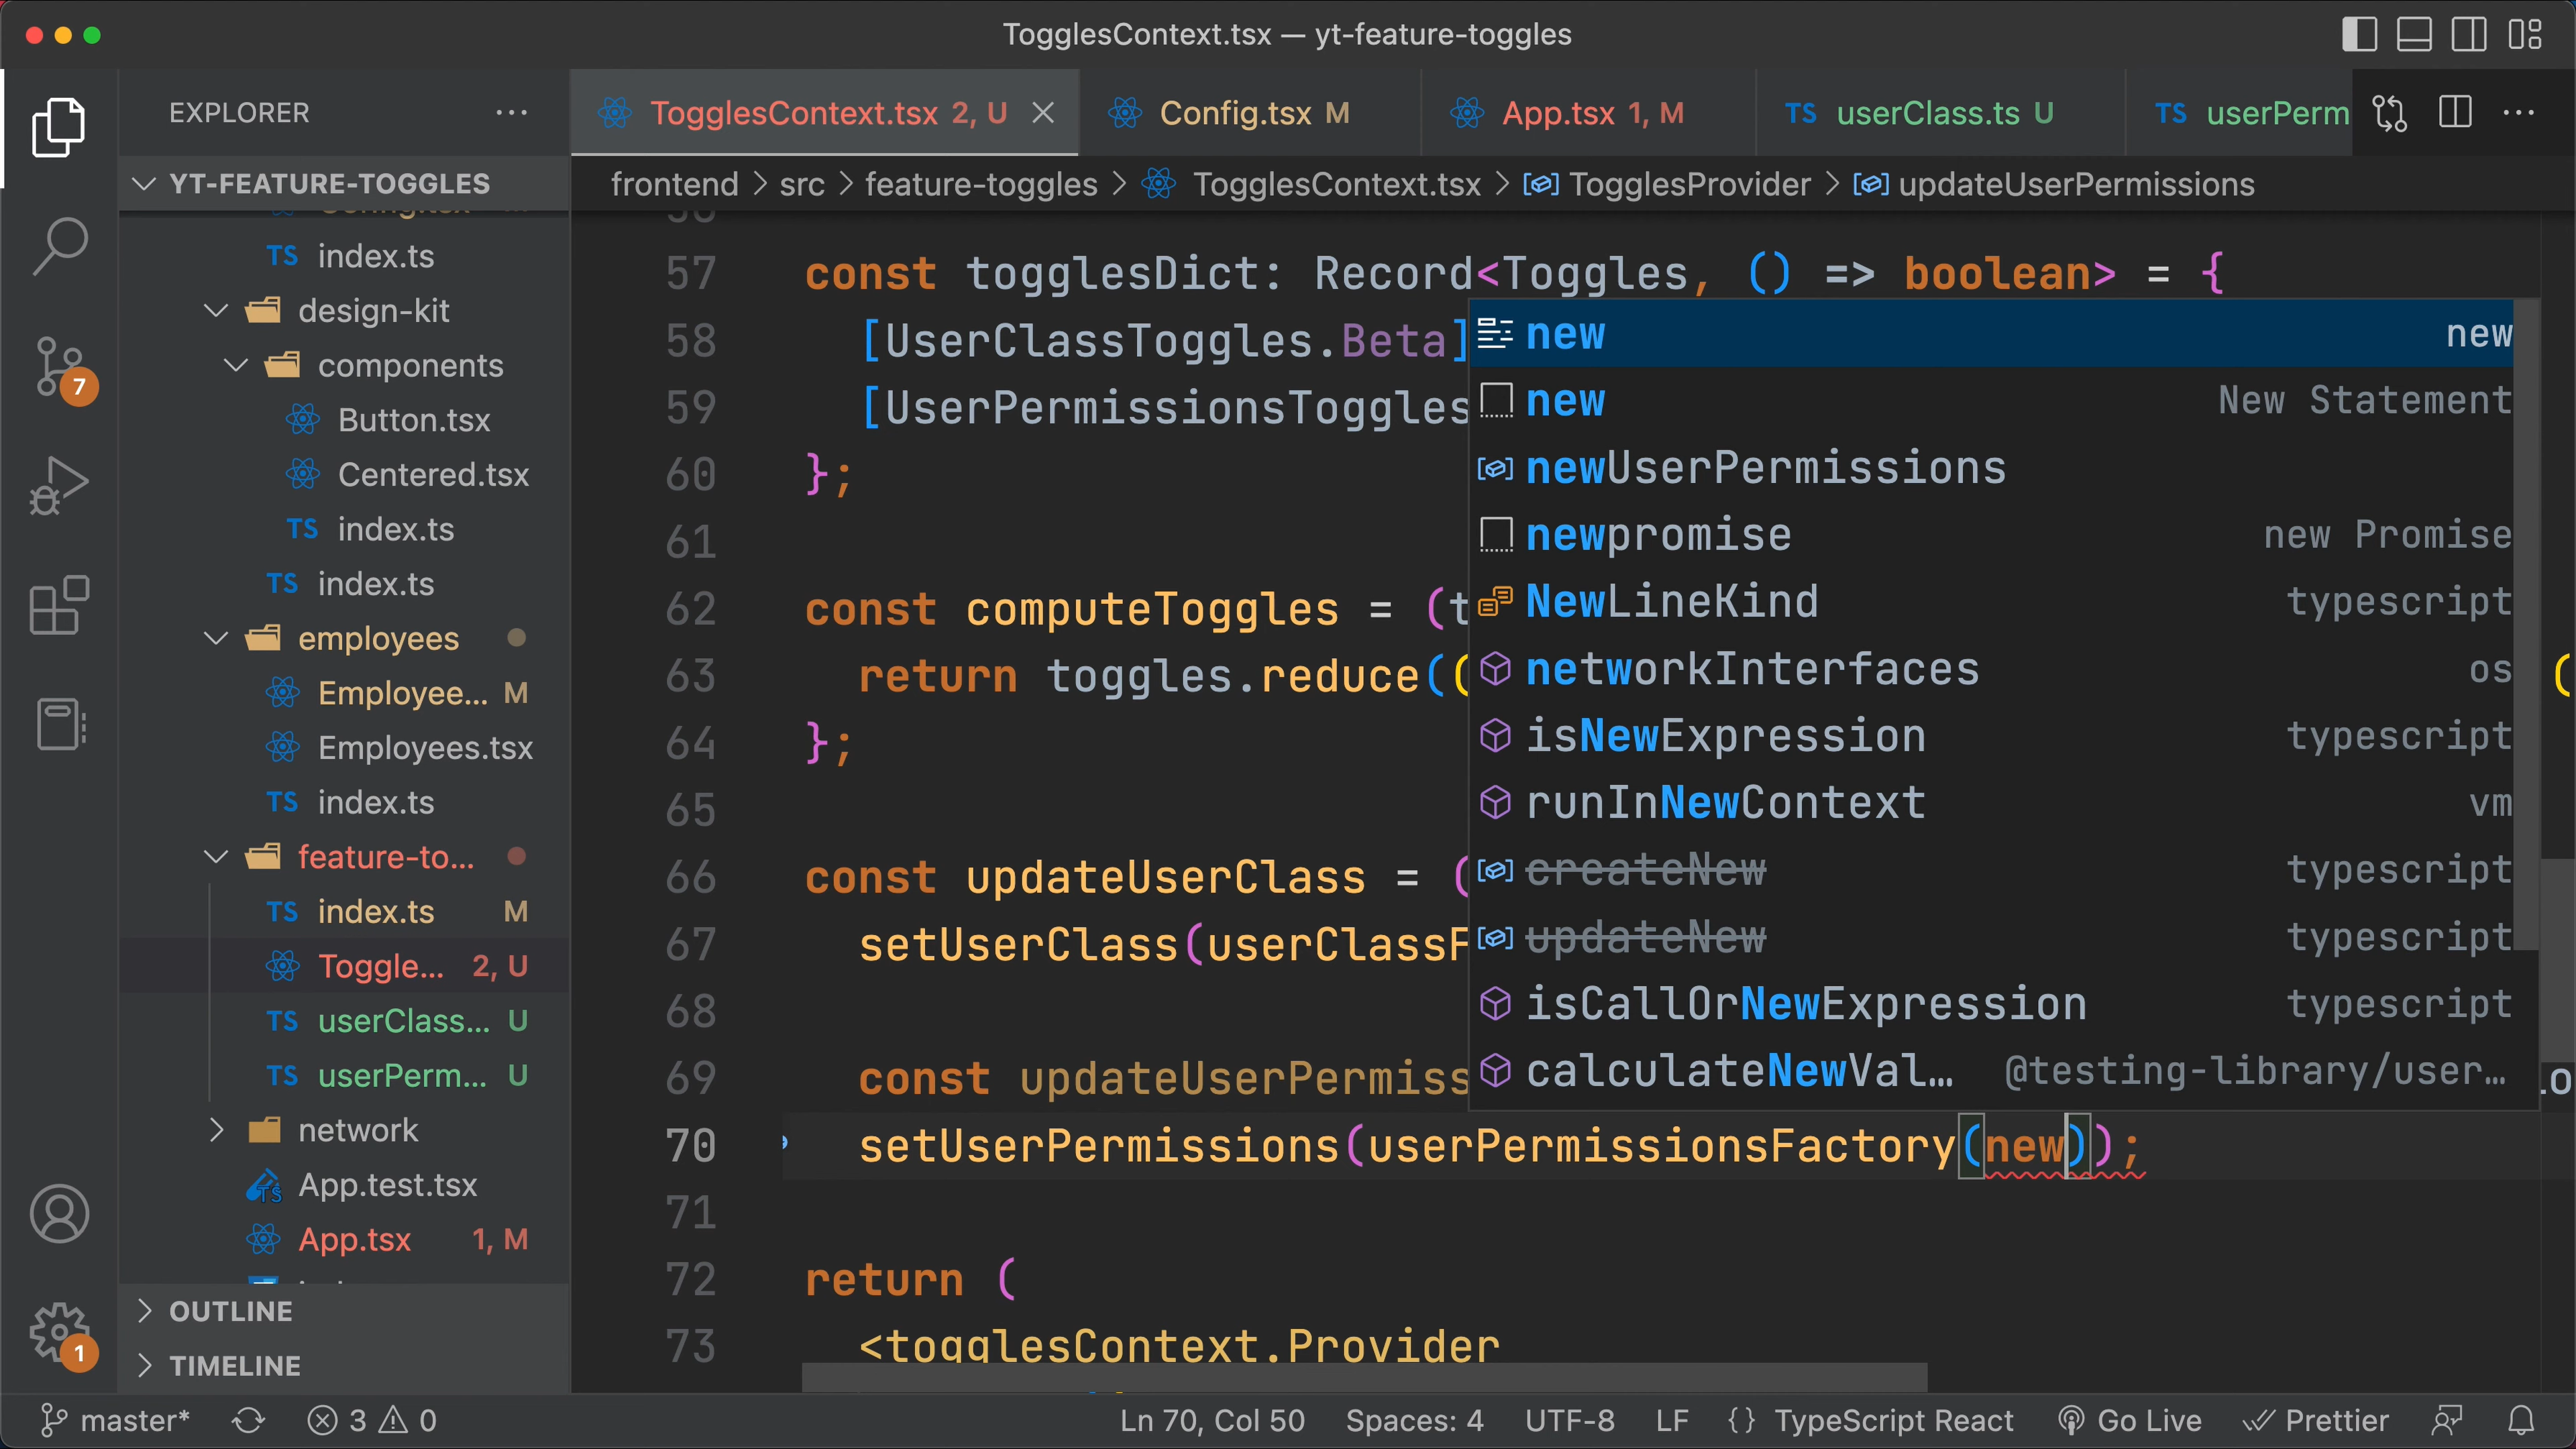 TogglesContext.tsx — yt-feature-toggles
EXPLORER
TogglesContext.tsx 2, U
Config.tsx M
App.tsx 1, M
TS userClass.ts U
TS userPerm
YT-FEATURE-TOGGLES
frontend > src > feature-toggles > TogglesContext.tsx > TogglesProvider > updateUserPermissions
TS index.ts
design-kit
components
Button.tsx
Centered.tsx
TS index.ts
TS index.ts
employees
Employee... M
Employees.tsx
TS index.ts
feature-to...
TS index.ts M
Toggle... 2, U
TS userClass... U
TS userPerm... U
network
App.test.tsx
App.tsx 1, M
OUTLINE
TIMELINE
7
1
57 const togglesDict: Record<Toggles, () => boolean> = {
58 [UserClassToggles.Beta]
59 [UserPermissionsToggles
60 };
61
62 const computeToggles = (t
63 return toggles.reduce((
64 };
65
66 const updateUserClass = (
67 setUserClass(userClassF
68
69 const updateUserPermiss
70 setUserPermissions(userPermissionsFactory(new));
71
72 return (
73 <togglesContext.Provider
new new
new New Statement
newUserPermissions
newpromise new Promise
NewLineKind typescript
networkInterfaces os
isNewExpression typescript
runInNewContext vm
createNew typescript
updateNew typescript
isCallOrNewExpression typescript
calculateNewVal… @testing-library/user…
master* 3 0
Ln 70, Col 50 Spaces: 4 UTF-8 LF {} TypeScript React Go Live Prettier